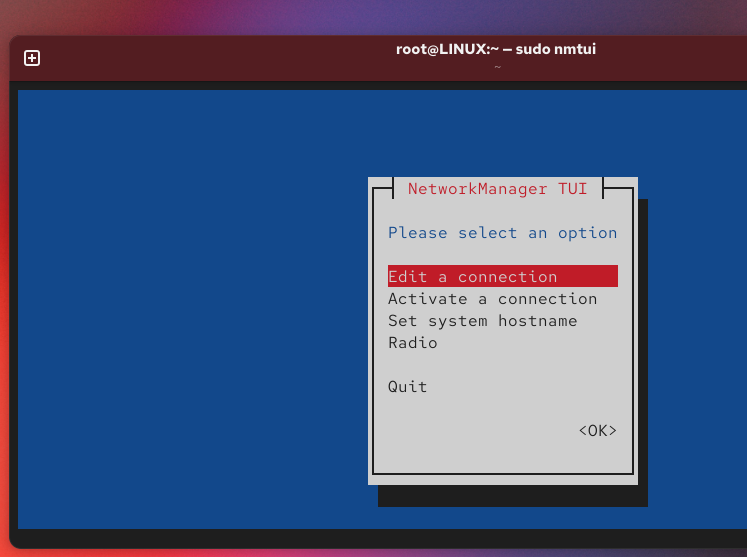 root@LINUX:~ — sudo nmtui
~
NetworkManager TUI
Please select an option
Edit a connection
Activate a connection
Set system hostname
Radio
Quit
<OK>